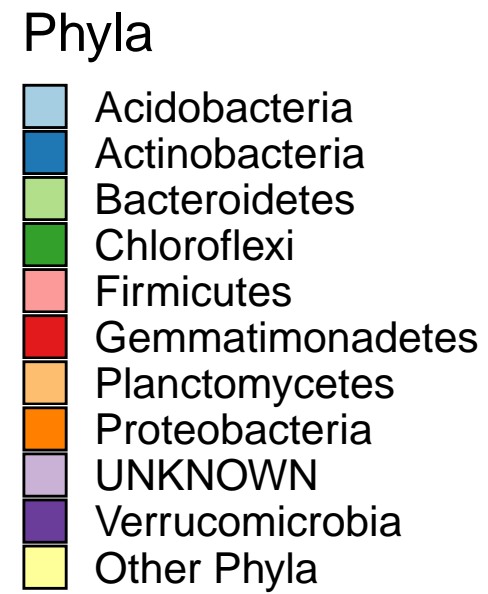 Phyla
Acidobacteria
Actinobacteria
Bacteroidetes
Chloroflexi
Firmicutes
Gemmatimonadetes
Planctomycetes
Proteobacteria
UNKNOWN
Verrucomicrobia
Other Phyla